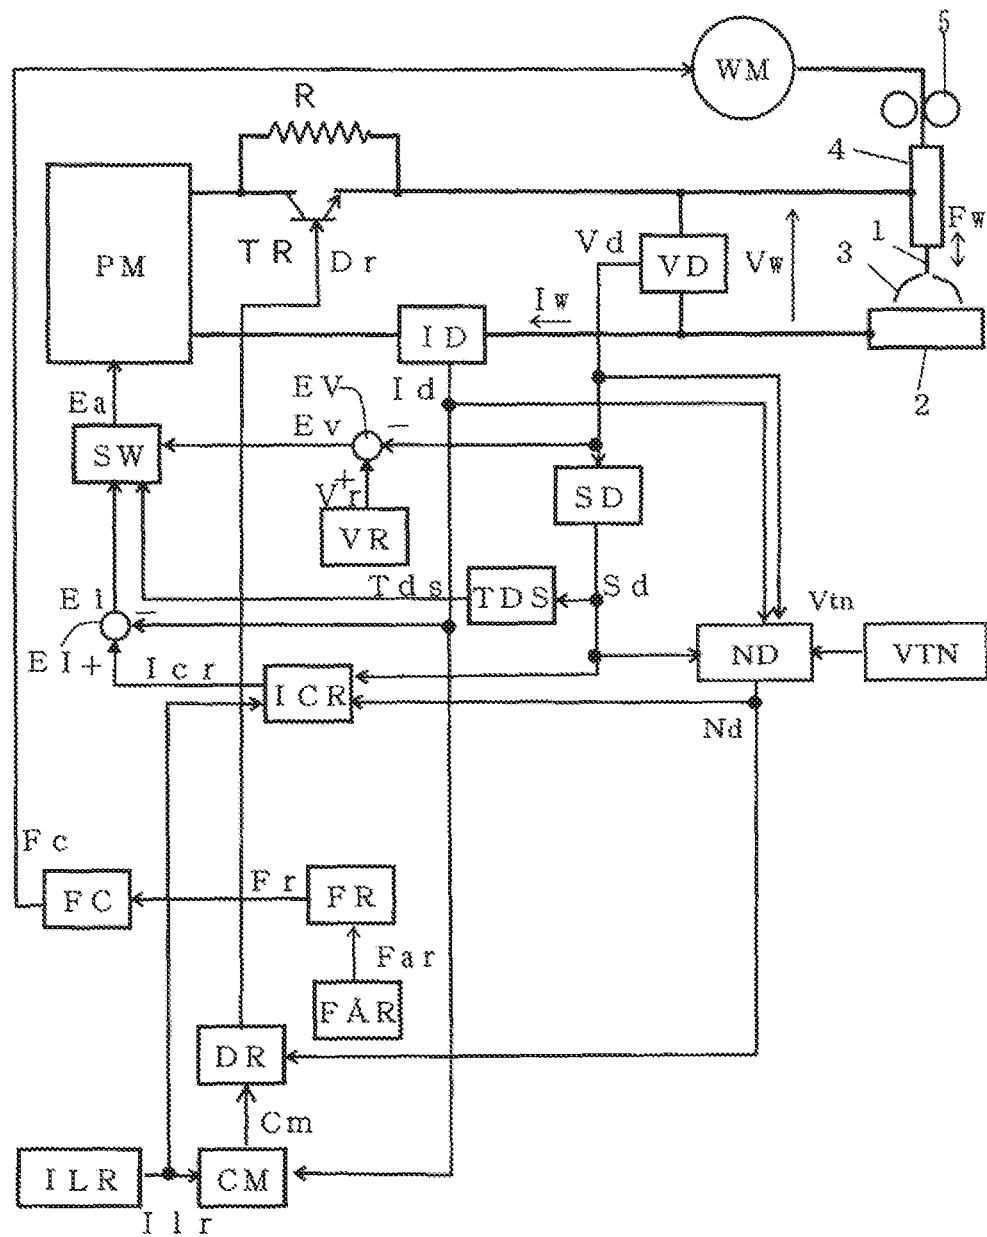 5
WM
R
4
Fw
PM
TR
Dr
Vd
VD
Vw
1
3
Iw
ID
2
Ea
Id
EV
Ev
−
SW
+
Vr
VR
SD
Tds
TDS
Sd
Vtn
Ei
−
EI
+
Icr
ICR
ND
VTN
Nd
Fc
FC
Fr
FR
Far
FAR
DR
Cm
ILR
CM
Ilr